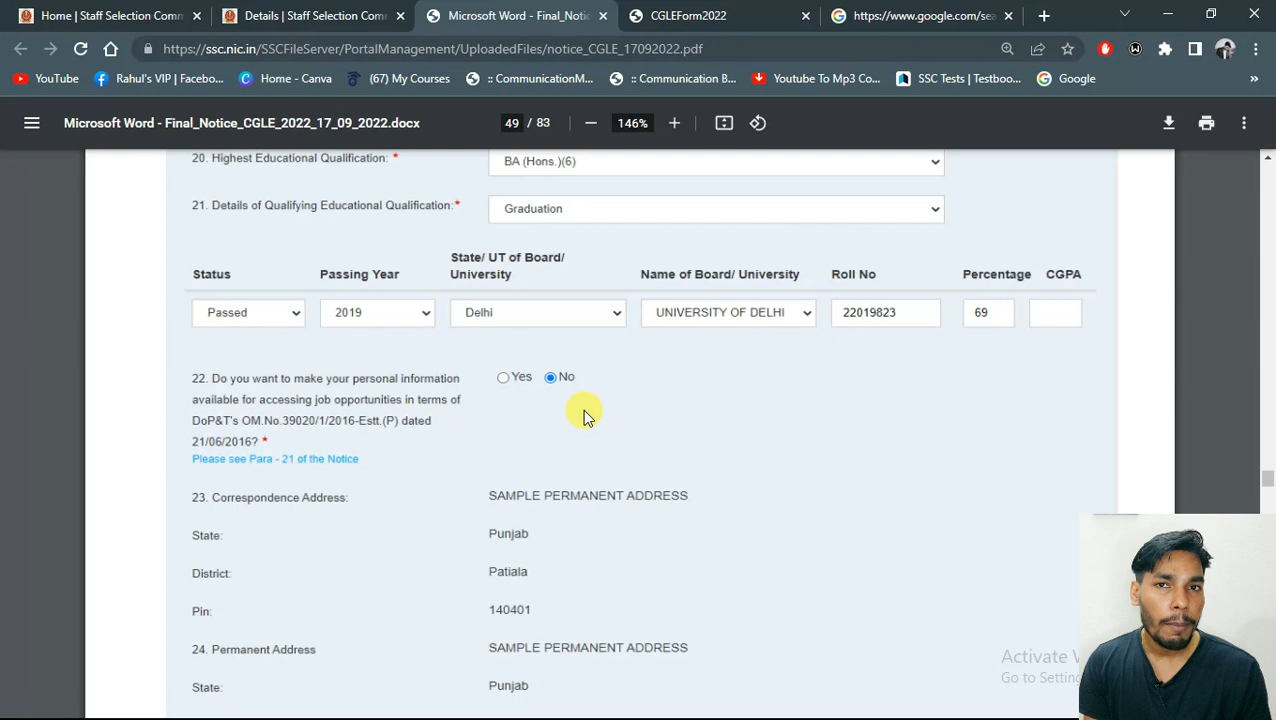 Home | Staff Selection Comm
Details | Staff Selection Comm
Microsoft Word - Final_Notic
CGLEForm2022
https://www.google.com/sea
https://ssc.nic.in/SSCFileServer/PortalManagement/UploadedFiles/notice_CGLE_17092022.pdf
YouTube
Rahul's VIP | Faceboo...
Home - Canva
(67) My Courses
:: CommunicationM...
:: Communication B...
Youtube To Mp3 Co...
SSC Tests | Testboo...
Google
»
Microsoft Word - Final_Notice_CGLE_2022_17_09_2022.docx
49 / 83
146%
20. Highest Educational Qualification: *
BA (Hons.)(6)
21. Details of Qualifying Educational Qualification:*
Graduation
Status
Passing Year
State/ UT of Board/
University
Name of Board/ University
Roll No
Percentage
CGPA
Passed
2019
Delhi
UNIVERSITY OF DELHI
22019823
69
22. Do you want to make your personal information
available for accessing job opportunities in terms of
DoP&T's OM.No.39020/1/2016-Estt.(P) dated
21/06/2016? *
Yes
No
Please see Para - 21 of the Notice
23. Correspondence Address:
SAMPLE PERMANENT ADDRESS
State:
Punjab
District:
Patiala
Pin:
140401
24. Permanent Address
SAMPLE PERMANENT ADDRESS
State:
Punjab
Activate
Go to Setting